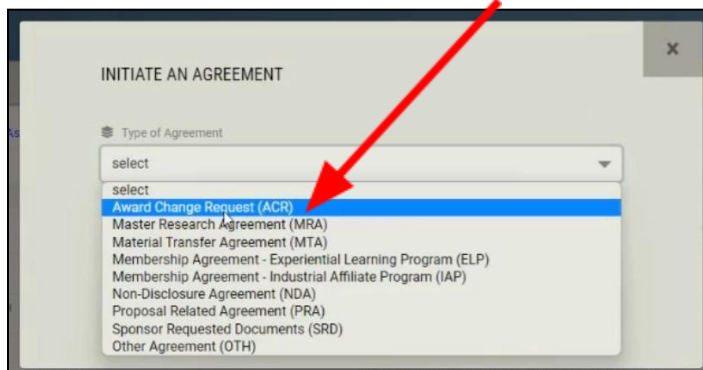 X
INITIATE AN AGREEMENT
As
Type of Agreement
select
select
Award Change Request (ACR)
Master Research Agreement (MRA)
Material Transfer Agreement (MTA)
Membership Agreement - Experiential Learning Program (ELP)
Membership Agreement - Industrial Affiliate Program (IAP)
Non-Disclosure Agreement (NDA)
Proposal Related Agreement (PRA)
Sponsor Requested Documents (SRD)
Other Agreement (OTH)